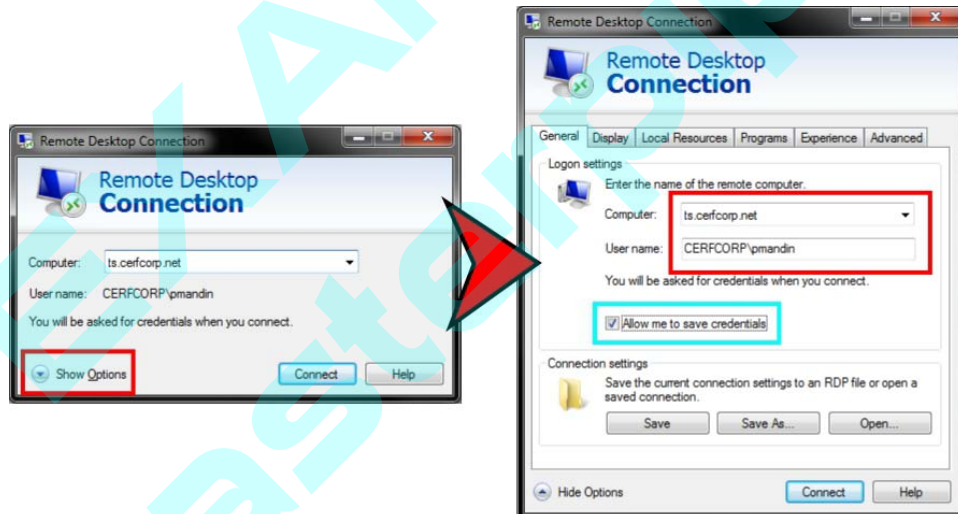 Remote Desktop Connection
Remote Desktop
Connection
Computer: ts.cerfcorp.net
User name: CERFCORP\pmandin
You will be asked for credentials when you connect.
Show Options Connect Help
Remote Desktop Connection
Remote Desktop
Connection
General Display Local Resources Programs Experience Advanced
Logon settings
Enter the name of the remote computer.
Computer: ts.cerfcorp.net
User name: CERFCORP\pmandin
You will be asked for credentials when you connect.
Allow me to save credentials
Connection settings
Save the current connection settings to an RDP file or open a
saved connection.
Save Save As... Open...
Hide Options Connect Help